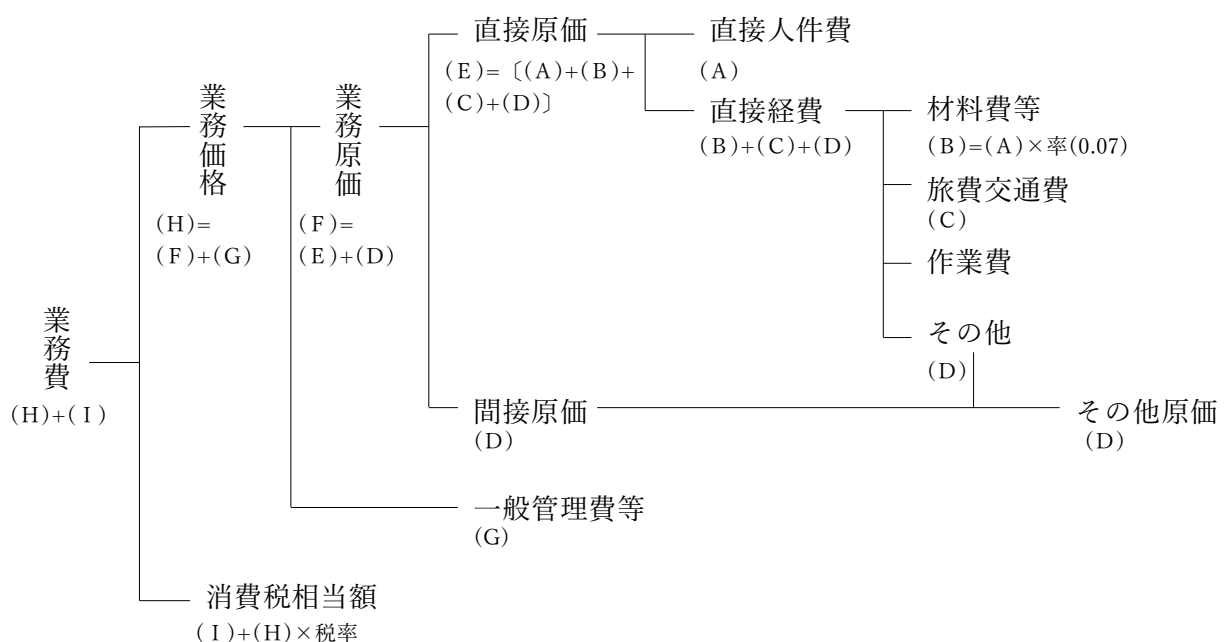 直接原価
直接人件費
(E)=〔(A)+(B)+
(C)+(D)〕
(A)
業務価格
業務原価
直接経費
材料費等
(B)+(C)+(D)
(B)=(A)×率(0.07)
旅費交通費
(C)
(H)=
(F)+(G)
(F)=
(E)+(D)
作業費
業務費
その他
(D)
(H)+(I)
間接原価
(D)
その他原価
(D)
一般管理費等
(G)
消費税相当額
(I)+(H)×税率